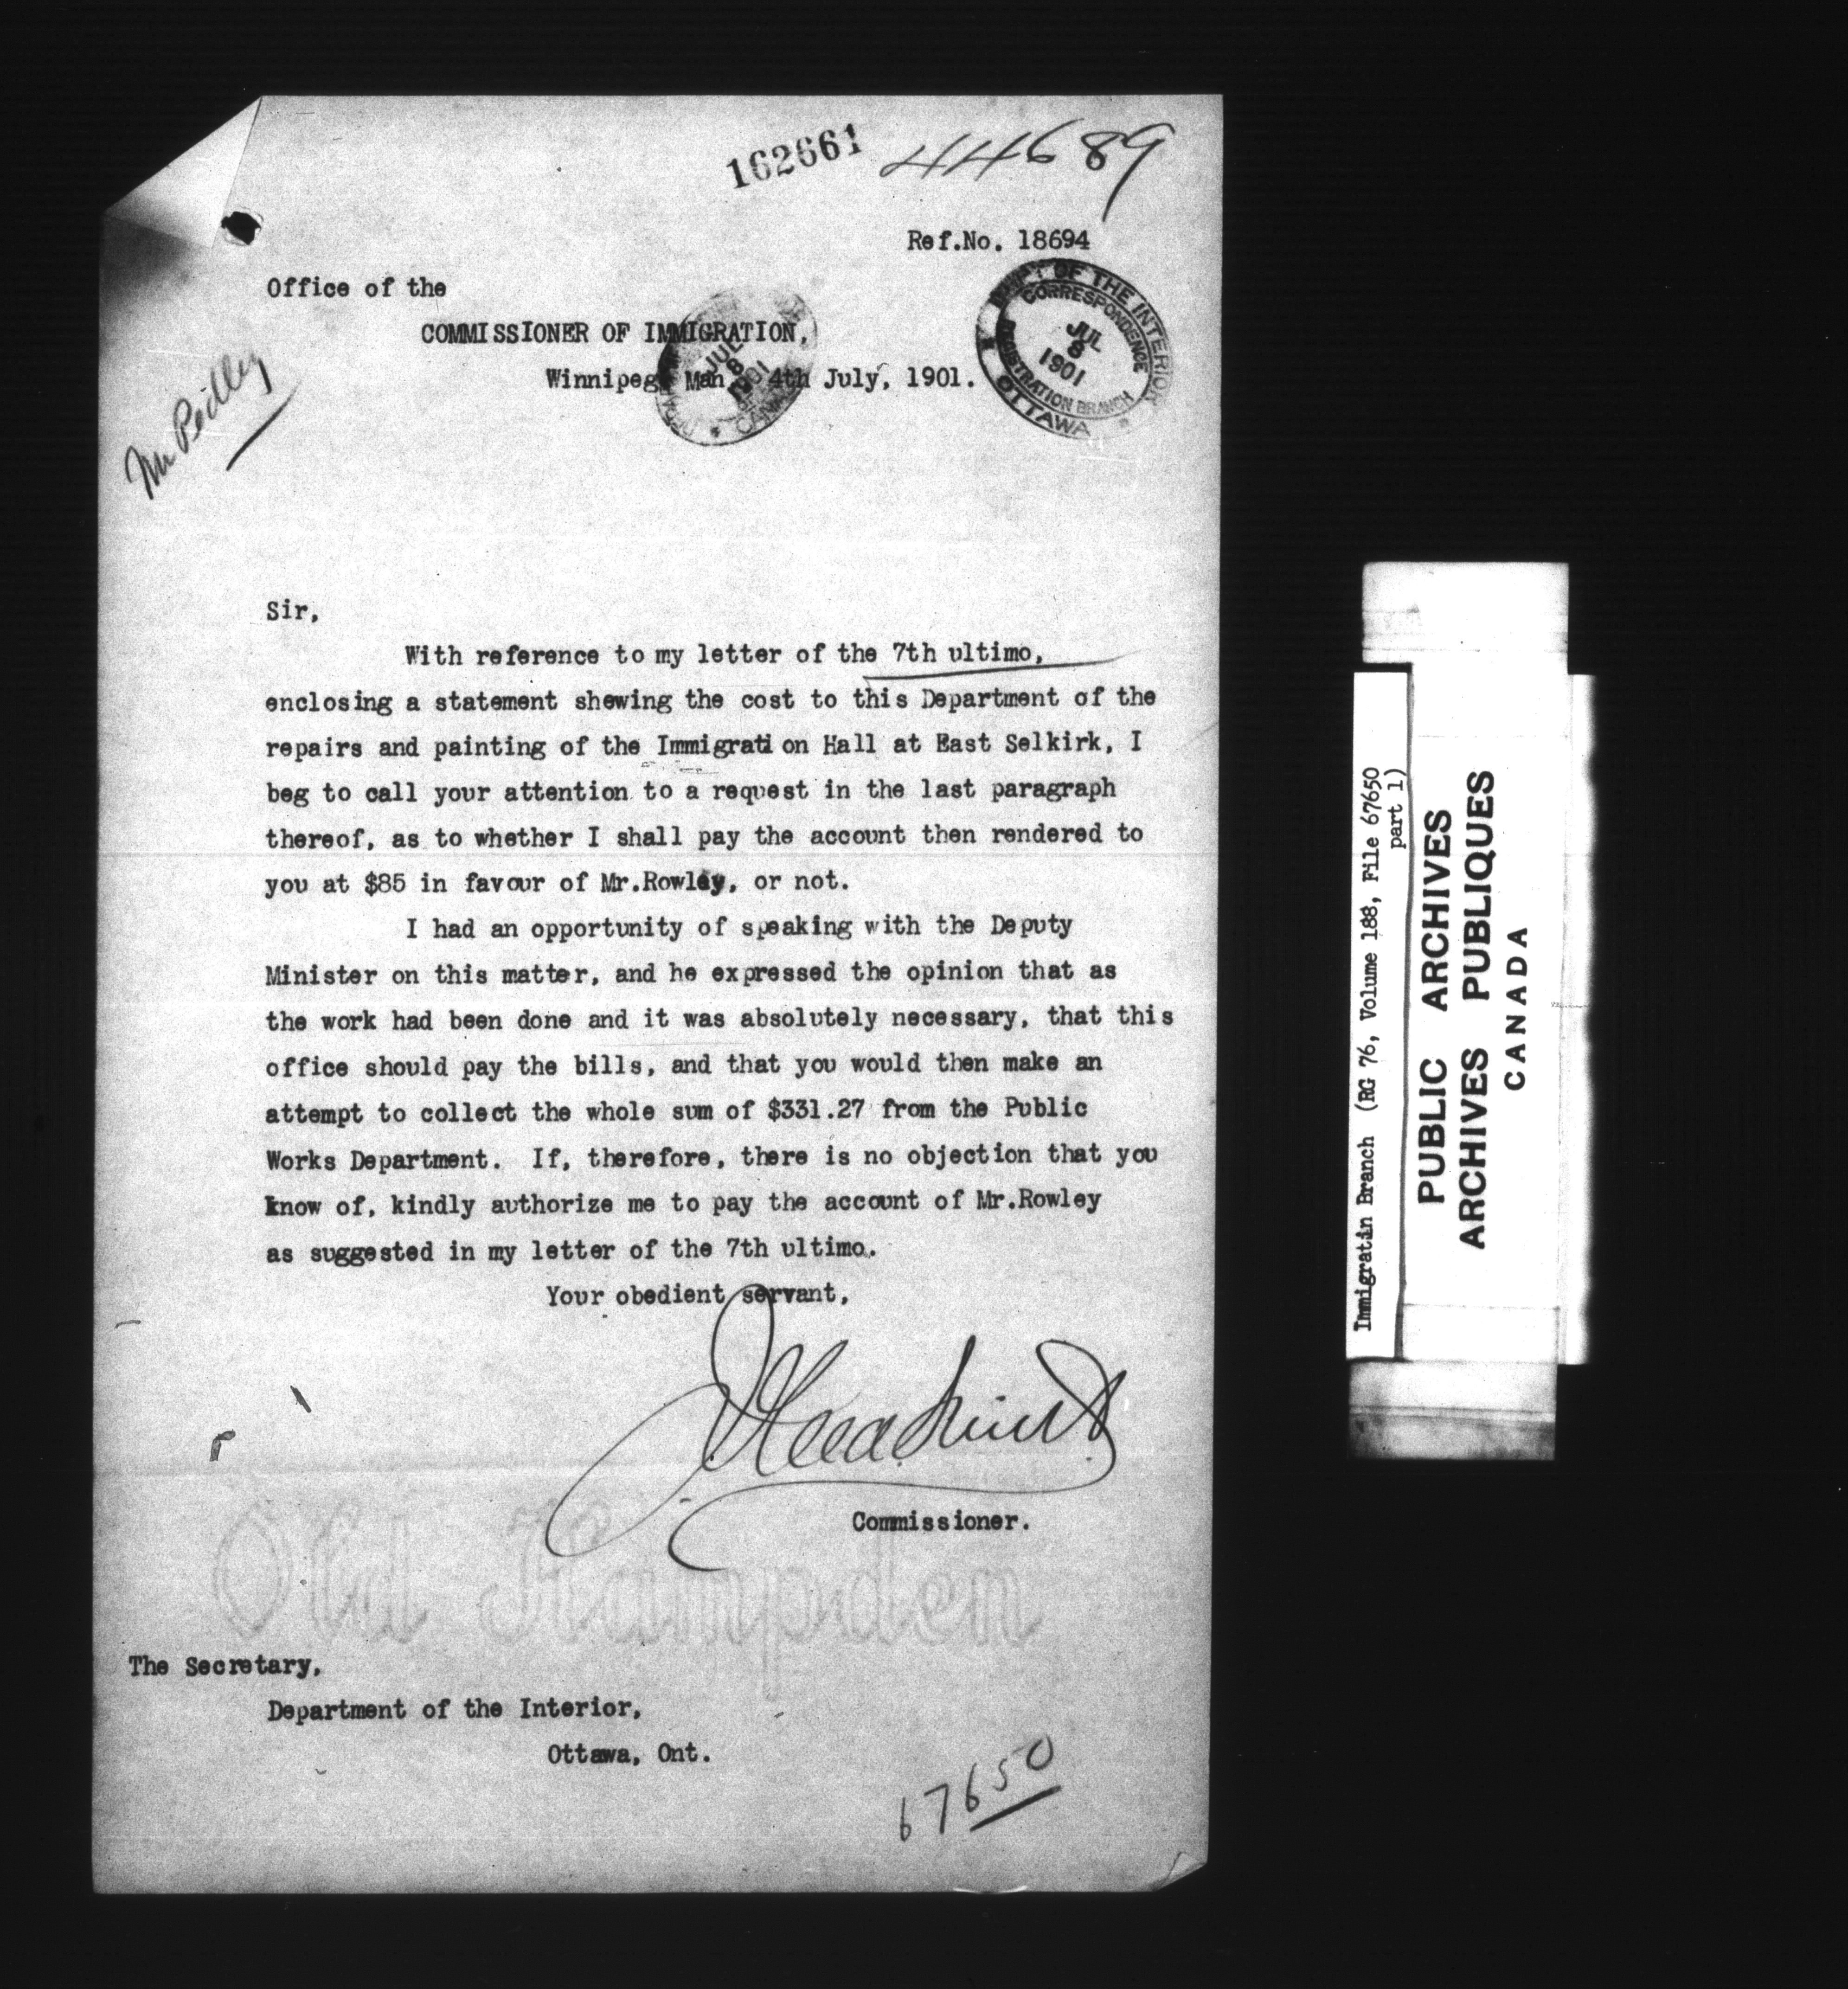 162661 44689
Ref.No. 18694
Office of the
COMMISSIONER OF IMMIGRATION,
Winnipeg, Man. 4th July, 1901.
JUL 8 1901
CANADA
DEPT. OF THE INTERIOR
CORRESPONDENCE
JUL
8
1901
REGISTRATION BRANCH
OTTAWA
Mr Pedley
Sir,
With reference to my letter of the 7th ultimo,
enclosing a statement shewing the cost to this Department of the
repairs and painting of the Immigration Hall at East Selkirk, I
beg to call your attention to a request in the last paragraph
thereof, as to whether I shall pay the account then rendered to
you at $85 in favour of Mr.Rowley, or not.
I had an opportunity of speaking with the Deputy
Minister on this matter, and he expressed the opinion that as
the work had been done and it was absolutely necessary, that this
office should pay the bills, and that you would then make an
attempt to collect the whole sum of $331.27 from the Public
Works Department. If, therefore, there is no objection that you
know of, kindly authorize me to pay the account of Mr.Rowley
as suggested in my letter of the 7th ultimo.
Your obedient servant,
Commissioner.
Old Hampden
The Secretary,
Department of the Interior,
Ottawa, Ont.
67650
Immigratin Branch (RG 76, Volume 188, File 67650
part 1)
PUBLIC ARCHIVES
ARCHIVES PUBLIQUES
CANADA